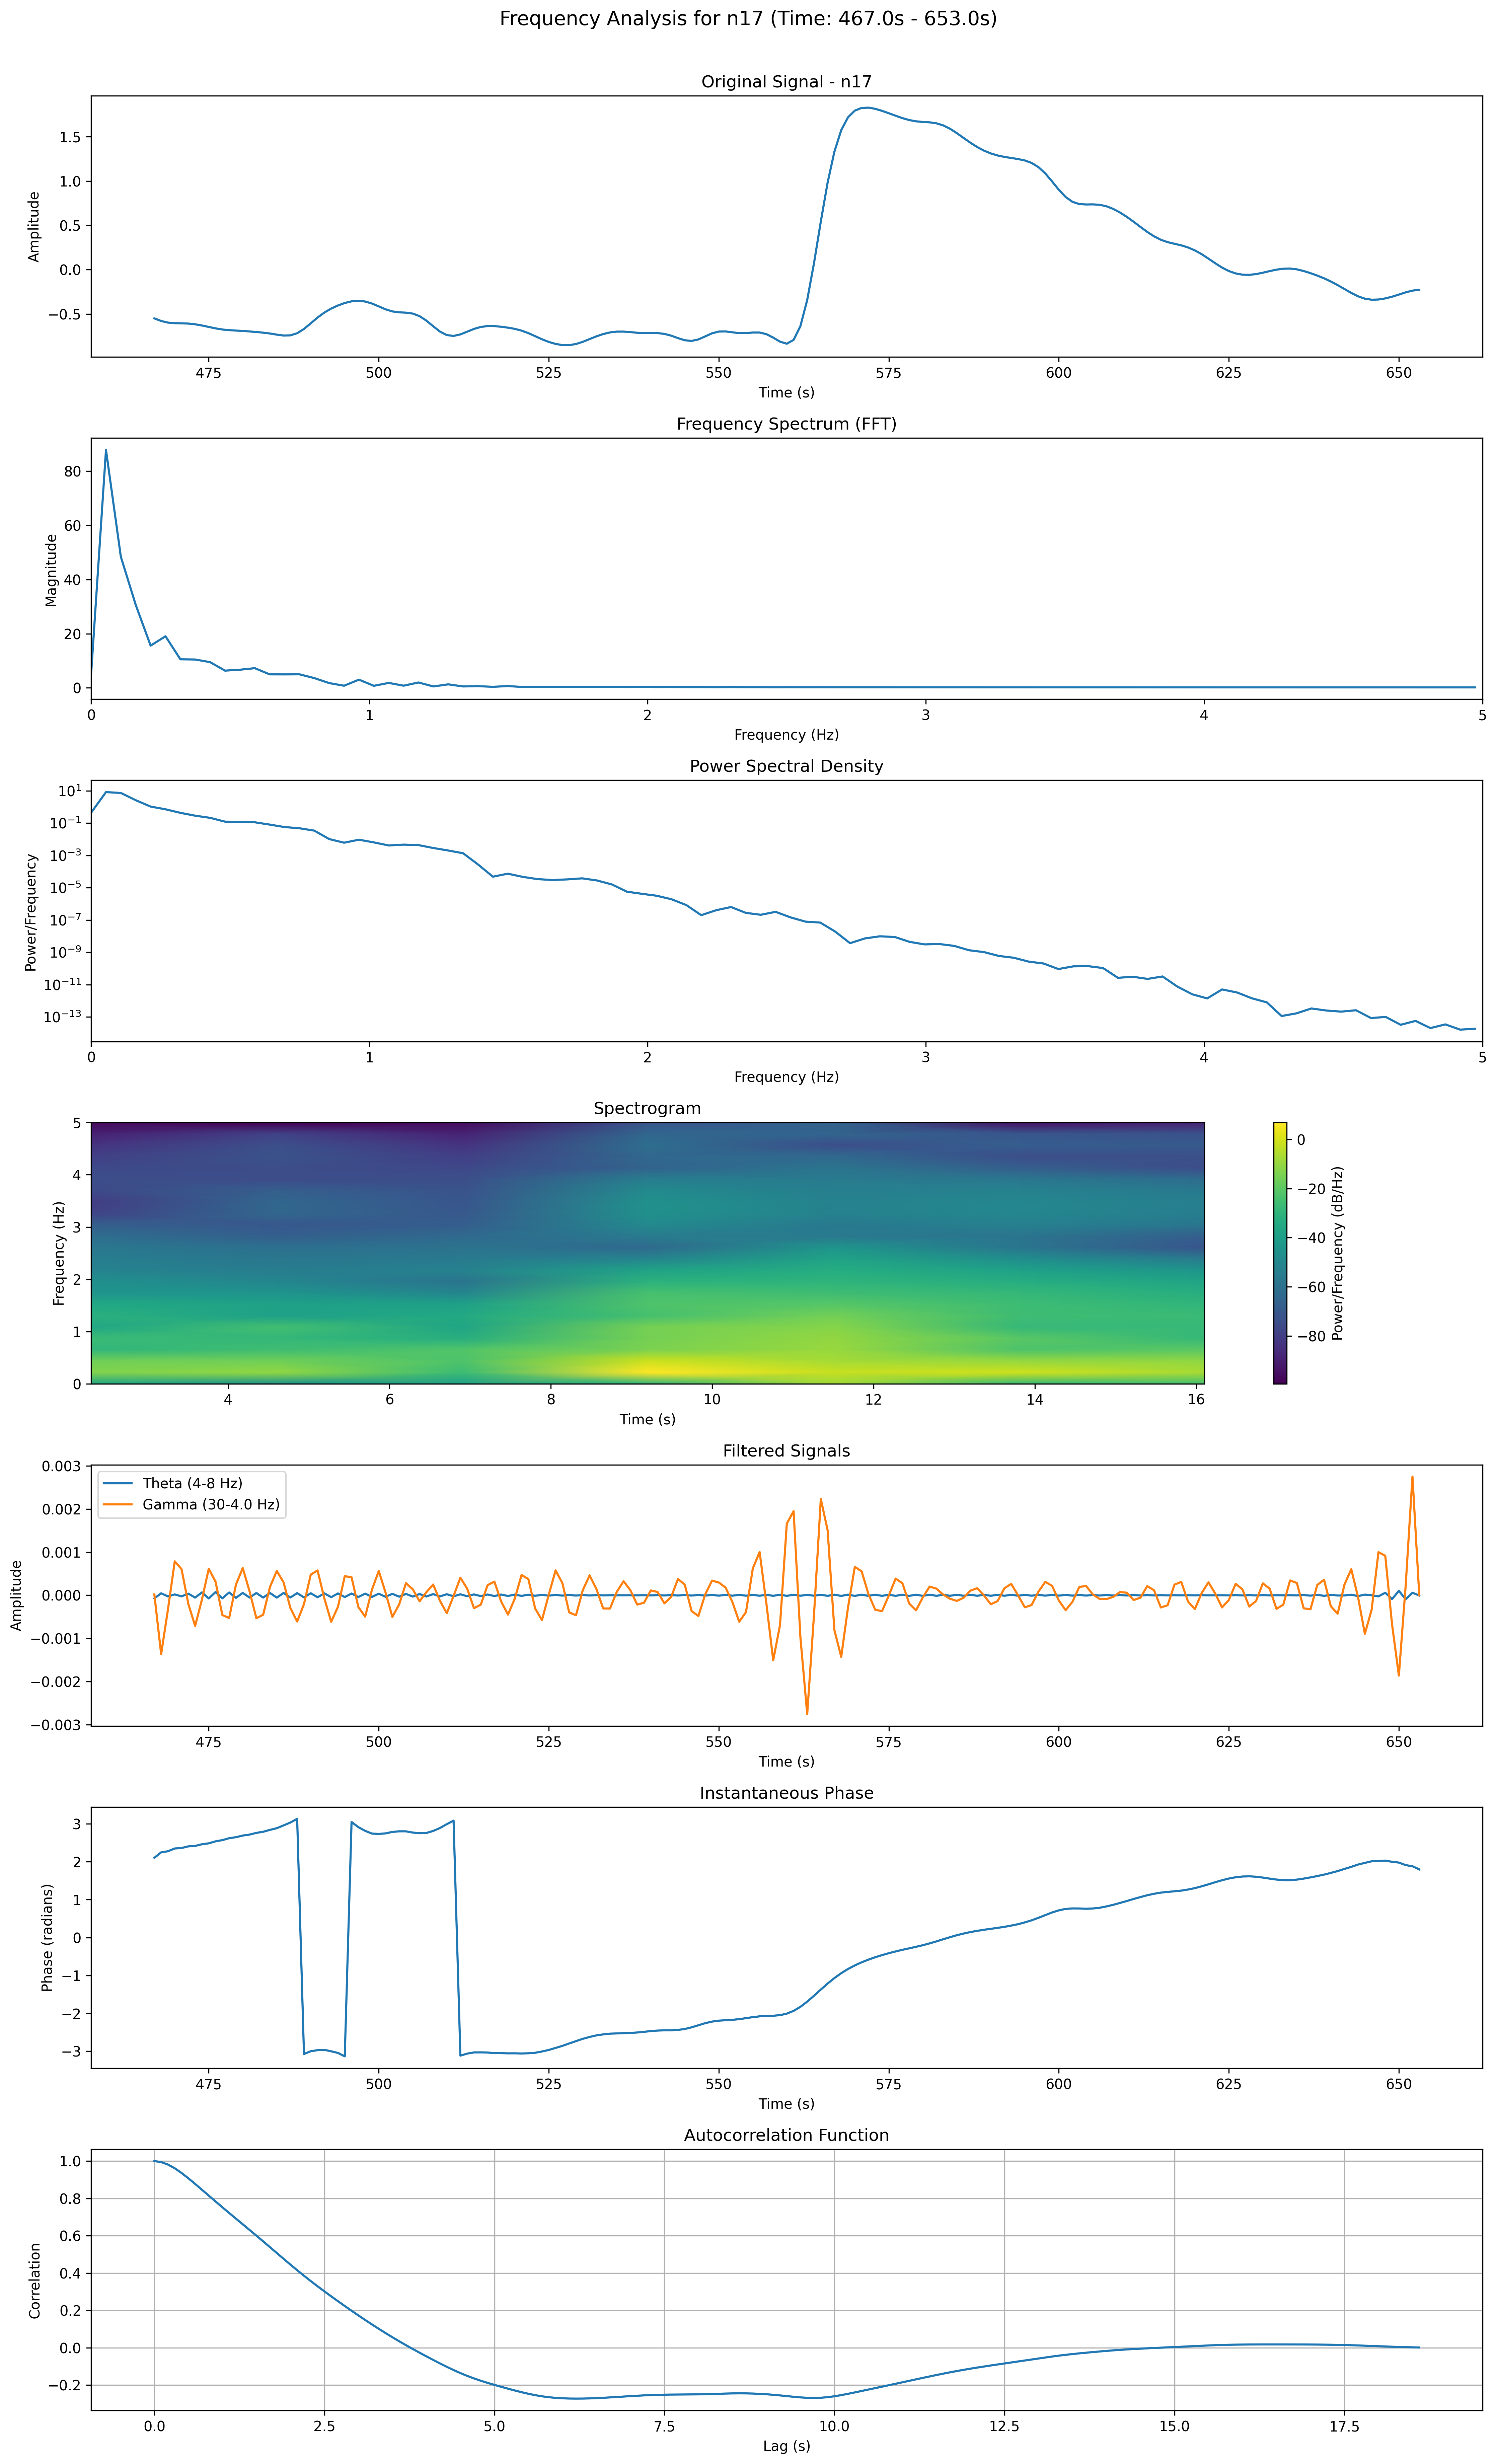 Frequency Analysis for n17 (Time: 467.0s - 653.0s)
Original Signal - n17
Amplitude
1.5
1.0
0.5
0.0
−0.5
475 500 525 550 575 600 625 650
Time (s)
Frequency Spectrum (FFT)
Magnitude
80
60
40
20
0
0 1 2 3 4 5
Frequency (Hz)
Power Spectral Density
Power/Frequency
10^1
10^−1
10^−3
10^−5
10^−7
10^−9
10^−11
10^−13
0 1 2 3 4 5
Frequency (Hz)
Spectrogram
Frequency (Hz)
5
4
3
2
1
0
4 6 8 10 12 14 16
Time (s)
0
−20
−40
−60
−80
Power/Frequency (dB/Hz)
Filtered Signals
Theta (4-8 Hz)
Gamma (30-4.0 Hz)
Amplitude
0.003
0.002
0.001
0.000
−0.001
−0.002
−0.003
475 500 525 550 575 600 625 650
Time (s)
Instantaneous Phase
Phase (radians)
3
2
1
0
−1
−2
−3
475 500 525 550 575 600 625 650
Time (s)
Autocorrelation Function
Correlation
1.0
0.8
0.6
0.4
0.2
0.0
−0.2
0.0 2.5 5.0 7.5 10.0 12.5 15.0 17.5
Lag (s)